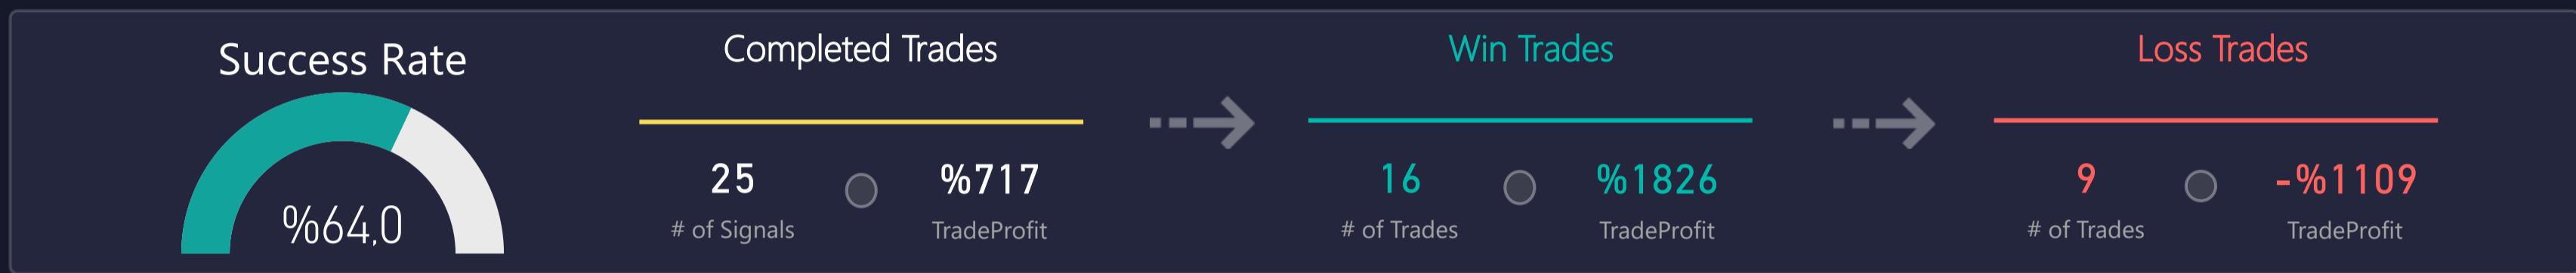 Success Rate
%64,0
Completed Trades
25
%717
# of Signals
TradeProfit
Win Trades
16
%1826
# of Trades
TradeProfit
Loss Trades
9
-%1109
# of Trades
TradeProfit